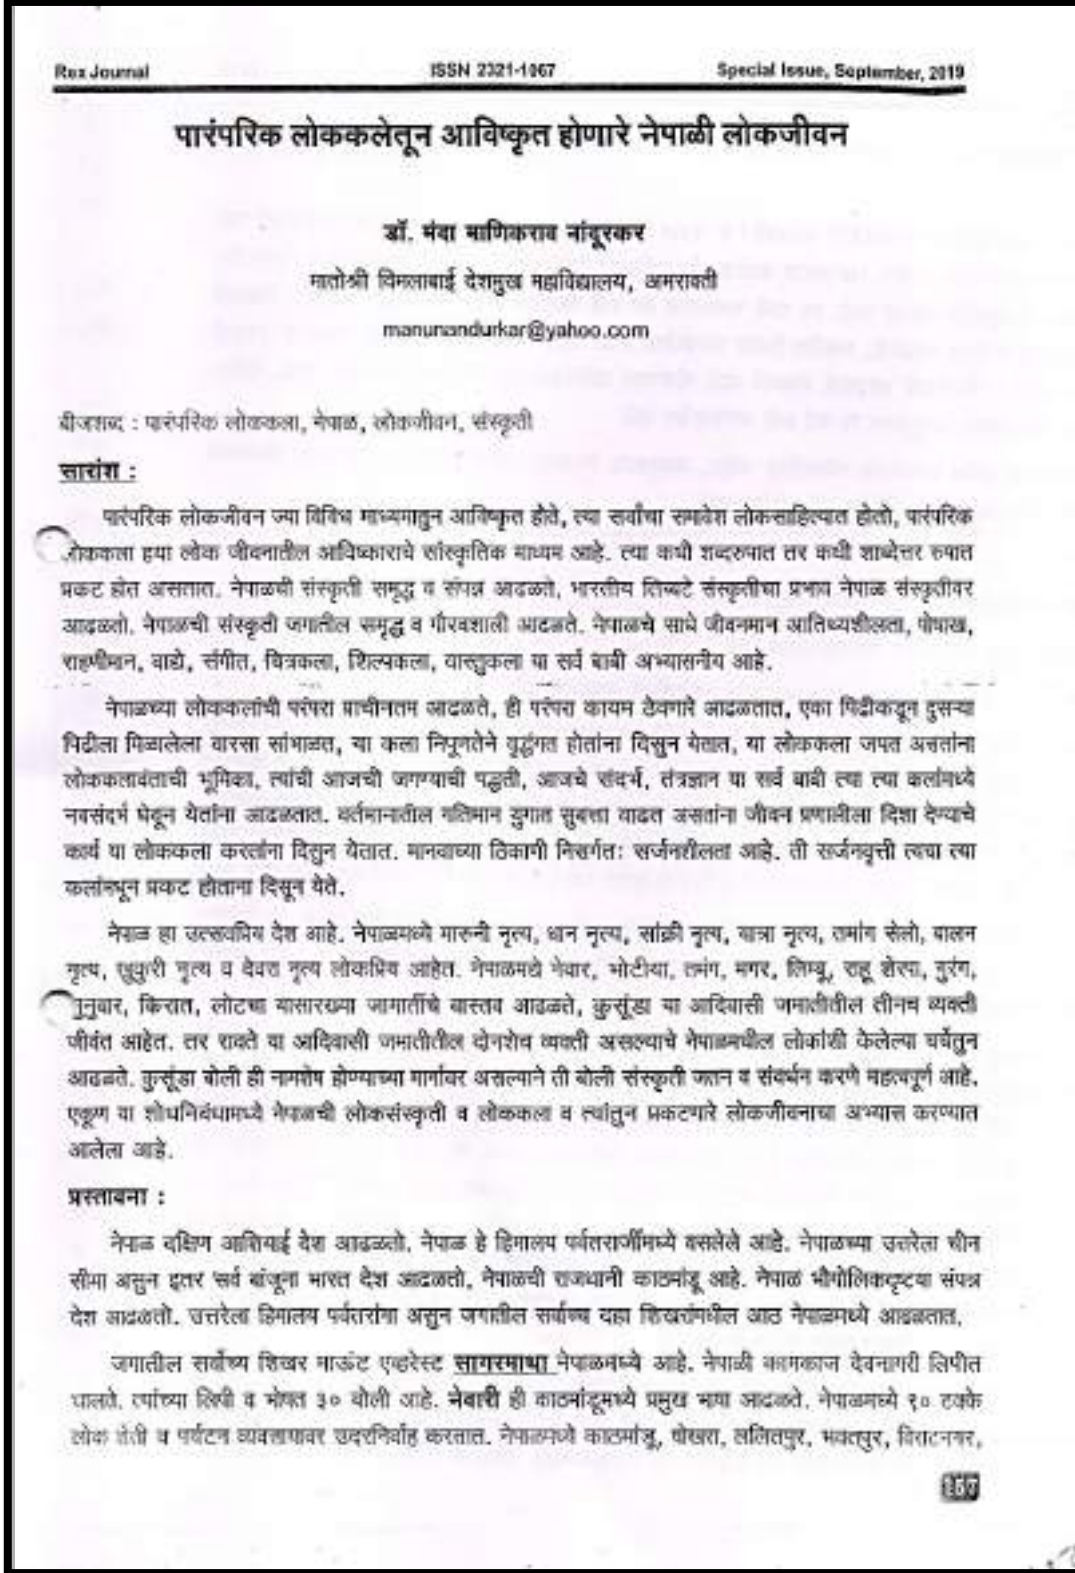 Rex Journal ISSN 2321-1067 Special Issue, September, 2019
पारंपरिक लोककलेतून आविष्कृत होणारे नेपाळी लोकजीवन
डॉ. मंदा माणिकराव नांदूरकर
मातोश्री विमलाबाई देशमुख महाविद्यालय, अमरावती
manunandurkar@yahoo.com
बीजशब्द : पारंपरिक लोककला, नेपाळ, लोकजीवन, संस्कृती
सारांश :
पारंपरिक लोकजीवन ज्या विविध माध्यमातुन आविष्कृत होते, त्या सर्वांचा समावेश लोकसाहित्यात होतो, पारंपरिक
लोककला हया लोक जीवनातील आविष्काराचे सांस्कृतिक माध्यम आहे. त्या कधी शब्दरुपात तर कधी शाब्देत्तर रुपात
प्रकट होत असतात. नेपाळची संस्कृती समृद्ध व संपन्न आढळते, भारतीय तिब्बटे संस्कृतीचा प्रभाव नेपाळ संस्कृतीवर
आढळतो. नेपाळची संस्कृती जगातील समृद्ध व गौरवशाली आढळते. नेपाळचे साधे जीवनमान आतिथ्यशीलता, पोषाख,
राहणीमान, वाद्ये, संगीत, चित्रकला, शिल्पकला, वास्तुकला या सर्व बाबी अभ्यासनीय आहे.
नेपाळच्या लोककलांची परंपरा प्राचीनतम आढळते, ही परंपरा कायम ठेवणारे आढळतात, एका पिढीकडून दुसऱ्या
पिढीला मिळालेला वारसा सांभाळत, या कला निपूणतेने वृद्धंगत होतांना दिसुन येतात, या लोककला जपत असतांना
लोककलावंताची भूमिका, त्यांची आजची जगण्याची पद्धती, आजचे संदर्भ, तंत्रज्ञान या सर्व बाबी त्या त्या कलांमध्ये
नवसंदर्भ घेवून येतांना आढळतात. वर्तमानातील गतिमान युगात सुबत्ता वाढत असतांना जीवन प्रणालीला दिशा देण्याचे
कार्य या लोककला करतांना दिसुन येतात. मानवाच्या ठिकाणी निसर्गतः सर्जनशीलता आहे. ती सर्जनवृत्ती त्यचा त्या
कलांमधून प्रकट होताना दिसून येते.
नेपाळ हा उत्सवप्रिय देश आहे. नेपाळमध्ये मारुनी नृत्य, धान नृत्य, सांक्री नृत्य, यात्रा नृत्य, तमांग सेलो, बालन
नृत्य, खुकुरी नृत्य व देवरा नृत्य लोकप्रिय आहेत. नेपाळमद्ये नेवार, भोटीया, तमंग, मगर, लिम्बू, राहू शेरपा, गुरंग,
सुनुबार, किरात, लोटचा यासारख्या जामातींचे वास्तव आढळते, कुसूंडा या आदिवासी जमातीतील तीनच व्यक्ती
जीवंत आहेत. तर रावते या आदिवासी जमातीतील दोनशेच व्यक्ती असल्याचे नेपाळमधील लोकांशी केलेल्या चर्चेतुन
आढळते. कुसूंडा बोली ही नामशेष होण्याच्या मार्गावर असल्याने ती बोली संस्कृती जतन व संवर्धन करणे महत्वपूर्ण आहे.
एकूण या शोधनिबंधामध्ये नेपाळची लोकसंस्कृती व लोककला व त्यांतुन प्रकटणारे लोकजीवनाचा अभ्यास करण्यात
आलेला आहे.
प्रस्तावना :
नेपाळ दक्षिण आशियाई देश आढळतो. नेपाळ हे हिमालय पर्वतराजींमध्ये वसलेले आहे. नेपाळच्या उत्तरेला चीन
सीमा असुन इतर सर्व बांजूना भारत देश आढळतो, नेपाळची राजधानी काठमांडू आहे. नेपाळ भौगोलिकदृष्टया संपन्न
देश आढळतो. उत्तरेला हिमालय पर्वतरांगा असुन जगातील सर्वोच्च दहा शिखरांमधील आठ नेपाळमध्ये आढळतात.
जगातील सर्वोच्च शिखर माऊंट एव्हरेस्ट सागरमाथा नेपाळमध्ये आहे. नेपाळी कामकाज देवनागरी लिपीत
चालते. त्यांच्या लिपी व भाषेत ३० बोली आहे. नेवारी ही काठमांडूमध्ये प्रमुख भाषा आढळते. नेपाळमध्ये ९० टक्के
लोक शेती व पर्यटन व्यवसायावर उदरनिर्वाह करतात. नेपाळमध्ये काठमांडू, पोखरा, ललितपुर, भक्तपुर, विराटनगर,
167